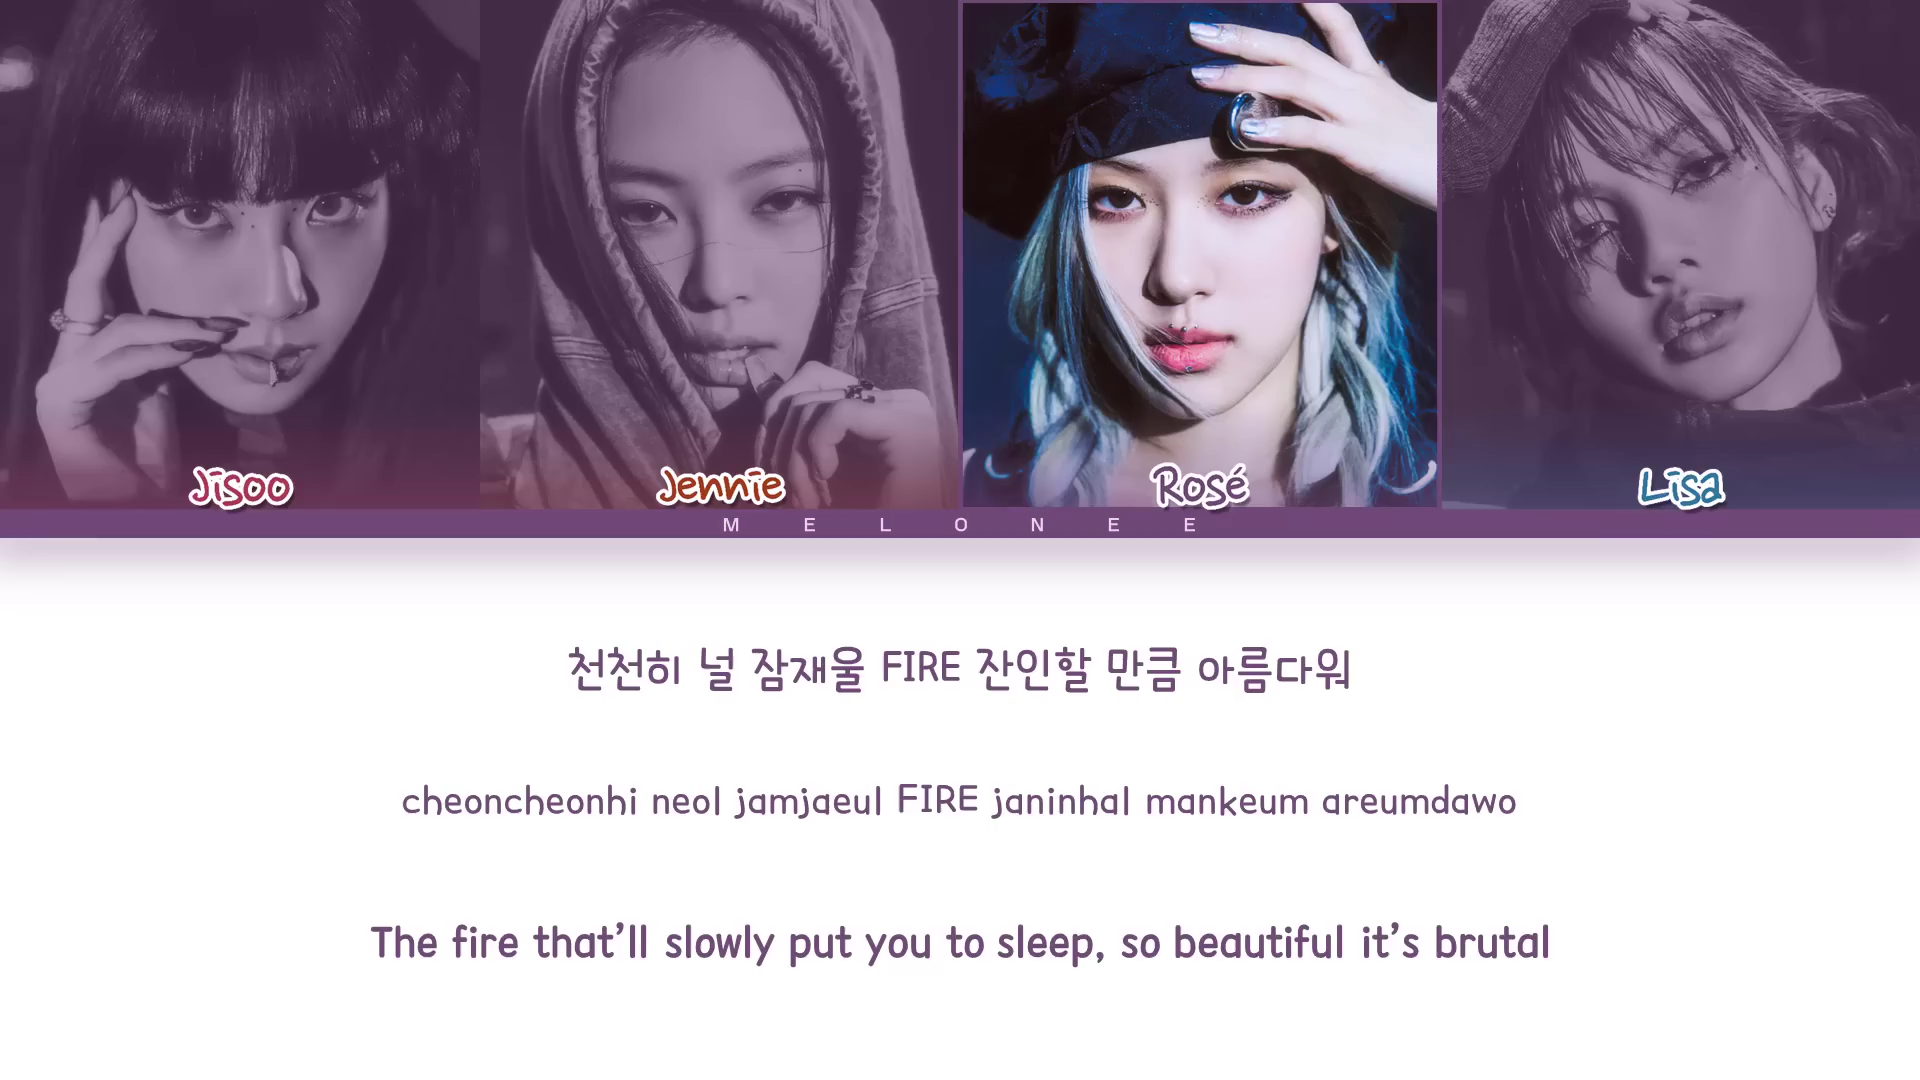 Jisoo
Jennie
Rosé
Lisa
MELONEE
천천히 널 잠재울 FIRE 잔인할 만큼 아름다워
cheoncheonhi neol jamjaeul FIRE janinhal mankeum areumdawo
The fire that’ll slowly put you to sleep, so beautiful it’s brutal